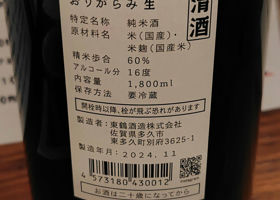 おりがらみ生
清酒
特定名称 純米酒
原材料名 米(国産)・
米麹(国産米)
精米歩合 60%
アルコール分 16度
内容量 1,800ml
保存方法 要冷蔵
開栓時以降、栓が飛ぶ恐れがあります
製造者：東鶴酒造株式会社
佐賀県多久市
東多久町別府3625-1
製造年月：2024. 11
4573180430012
お酒は二十歳になってから